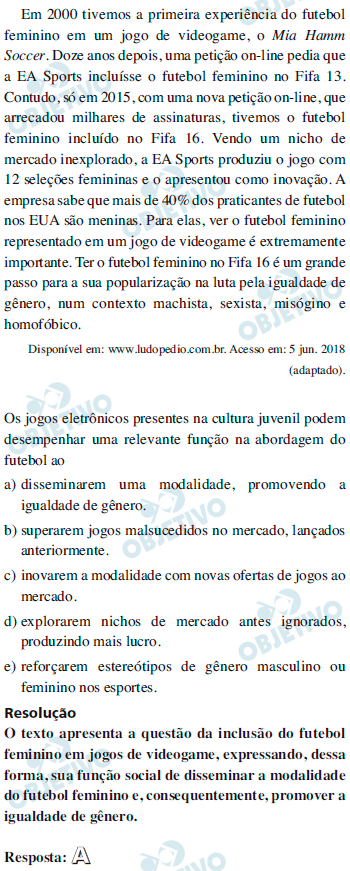 Em 2000 tivemos a primeira experiência do futebol
feminino em um jogo de videogame, o Mia Hamm
Soccer. Doze anos depois, uma petição on-line pedia que
a EA Sports incluísse o futebol feminino no Fifa 13.
Contudo, só em 2015, com uma nova petição on-line, que
arrecadou milhares de assinaturas, tivemos o futebol
feminino incluído no Fifa 16. Vendo um nicho de
mercado inexplorado, a EA Sports produziu o jogo com
12 seleções femininas e o apresentou como inovação. A
empresa sabe que mais de 40% dos praticantes de futebol
nos EUA são meninas. Para elas, ver o futebol feminino
representado em um jogo de videogame é extremamente
importante. Ter o futebol feminino no Fifa 16 é um grande
passo para a sua popularização na luta pela igualdade de
gênero, num contexto machista, sexista, misógino e
homofóbico.
Disponível em: www.ludopedio.com.br. Acesso em: 5 jun. 2018
(adaptado).
Os jogos eletrônicos presentes na cultura juvenil podem
desempenhar uma relevante função na abordagem do
futebol ao
a) disseminarem uma modalidade, promovendo a
igualdade de gênero.
b) superarem jogos malsucedidos no mercado, lançados
anteriormente.
c) inovarem a modalidade com novas ofertas de jogos ao
mercado.
d) explorarem nichos de mercado antes ignorados,
produzindo mais lucro.
e) reforçarem estereótipos de gênero masculino ou
feminino nos esportes.
Resolução
O texto apresenta a questão da inclusão do futebol
feminino em jogos de videogame, expressando, dessa
forma, sua função social de disseminar a modalidade
do futebol feminino e, consequentemente, promover a
igualdade de gênero.
Resposta: A